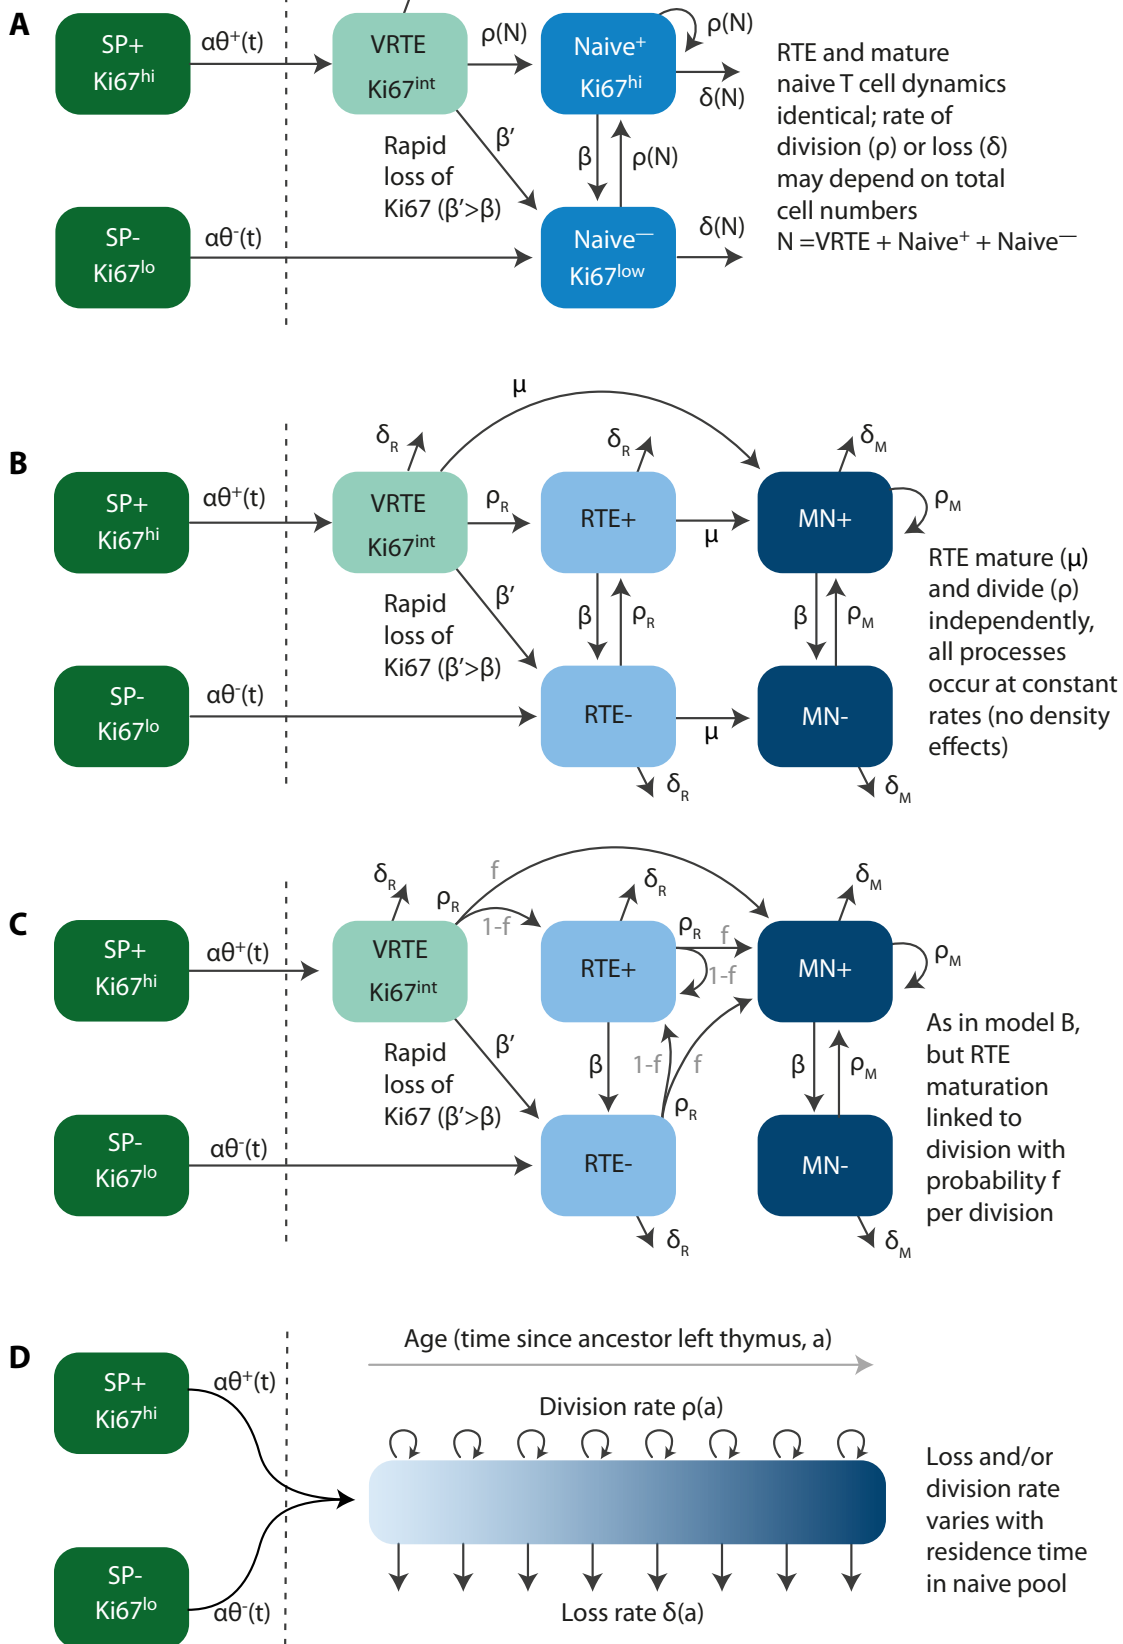 A
SP+
Ki67hi
αθ+(t)
VRTE
Ki67int
ρ(N)
Naive+
Ki67hi
ρ(N)
δ(N)
β'
Rapid
loss of
Ki67 (β'>β)
β
ρ(N)
SP-
Ki67lo
αθ-(t)
Naive—
Ki67low
δ(N)
RTE and mature
naive T cell dynamics
identical; rate of
division (ρ) or loss (δ)
may depend on total
cell numbers
N =VRTE + Naive+ + Naive—
B
μ
δR
δR
δM
SP+
Ki67hi
αθ+(t)
VRTE
Ki67int
ρR
RTE+
μ
MN+
ρM
β'
Rapid
loss of
Ki67 (β'>β)
β
ρR
β
ρM
SP-
Ki67lo
αθ-(t)
RTE-
μ
MN-
δR
δM
RTE mature (μ)
and divide (ρ)
independently,
all processes
occur at constant
rates (no density
effects)
C
f
δR
δR
δM
ρR
1-f
SP+
Ki67hi
αθ+(t)
VRTE
Ki67int
RTE+
ρR
f
1-f
MN+
ρM
β'
Rapid
loss of
Ki67 (β'>β)
β
1-f
f
ρR
β
ρM
SP-
Ki67lo
αθ-(t)
RTE-
MN-
δR
δM
As in model B,
but RTE
maturation
linked to
division with
probability f
per division
D
Age (time since ancestor left thymus, a)
SP+
Ki67hi
αθ+(t)
Division rate ρ(a)
SP-
Ki67lo
αθ-(t)
Loss rate δ(a)
Loss and/or
division rate
varies with
residence time
in naive pool